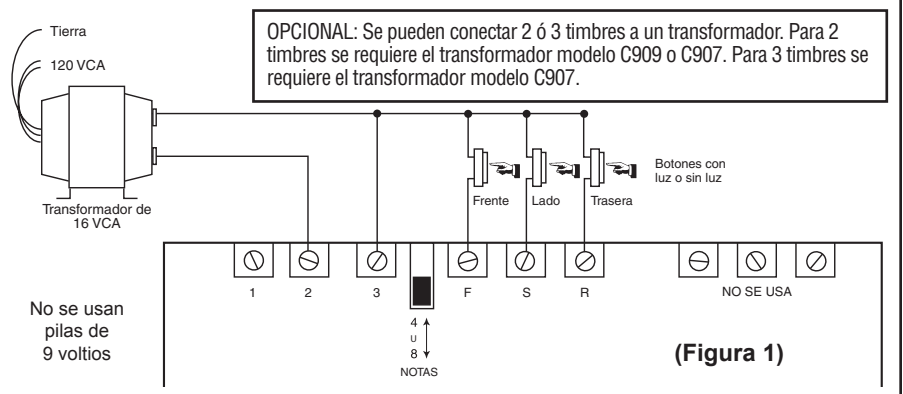 OPCIONAL: Se pueden conectar 2 ó 3 timbres a un transformador. Para 2
timbres se requiere el transformador modelo C909 o C907. Para 3 timbres se
requiere el transformador modelo C907.
Tierra
120 VCA
Transformador de
16 VCA
Frente
Lado
Trasera
Botones con
luz o sin luz
1
2
3
F
S
R
NO SE USA
4
U
8
NOTAS
No se usan
pilas de
9 voltios
(Figura 1)